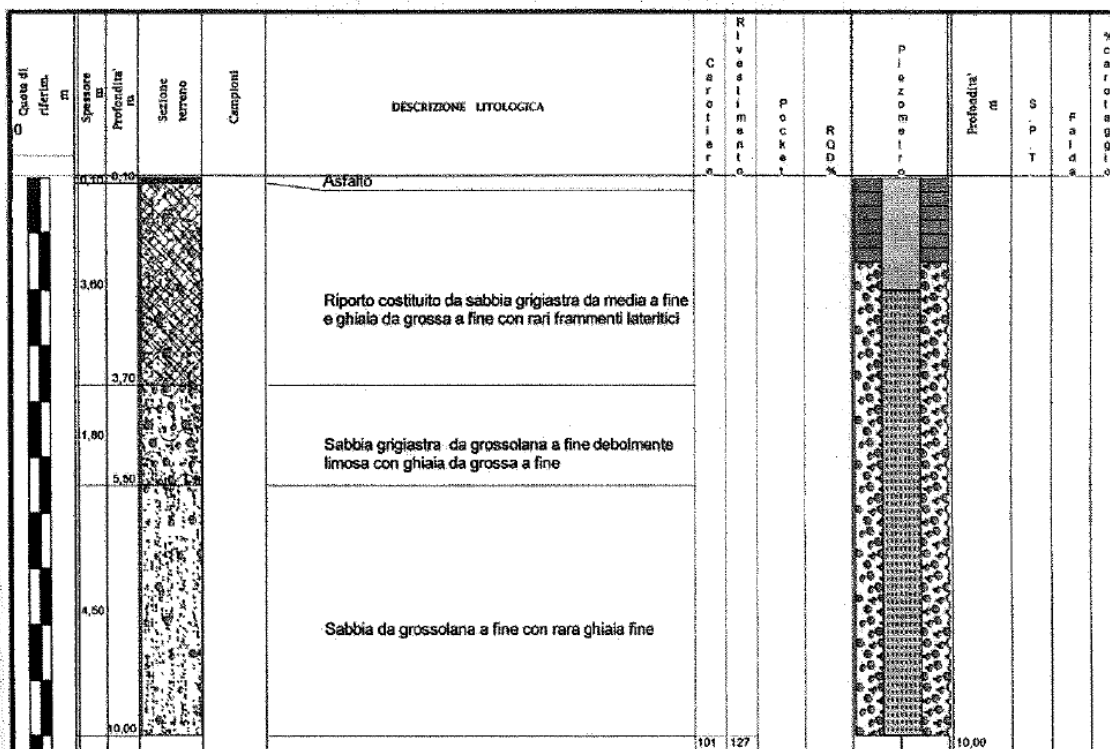 Quota di riferim. m
0
Spessore m
Profondita' m
Sezione terreno
Campioni
DESCRIZIONE LITOLOGICA
Carotiere
Rivestimento
Pocket
RQD%
Piezometro
Profondita' m
S.P.T
Falda
%carotaggio
0,10
0,10
Asfalto
3,60
Riporto costituito da sabbia grigiastra da media a fine
e ghiaia da grossa a fine con rari frammenti lateritici
3,70
1,80
Sabbia grigiastra da grossolana a fine debolmente
limosa con ghiaia da grossa a fine
5,50
4,50
Sabbia da grossolana a fine con rara ghiaia fine
10,00
101
127
10,00